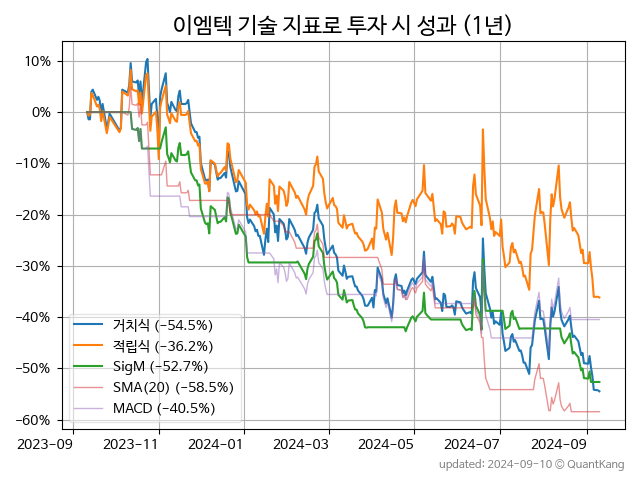 이엠텍 기술 지표로 투자 시 성과 (1년)
10%
0%
−10%
−20%
−30%
−40%
−50%
−60%
거치식 (−54.5%)
적립식 (−36.2%)
SigM (−52.7%)
SMA(20) (−58.5%)
MACD (−40.5%)
2023-09 2023-11 2024-01 2024-03 2024-05 2024-07 2024-09
updated: 2024-09-10 © QuantKang